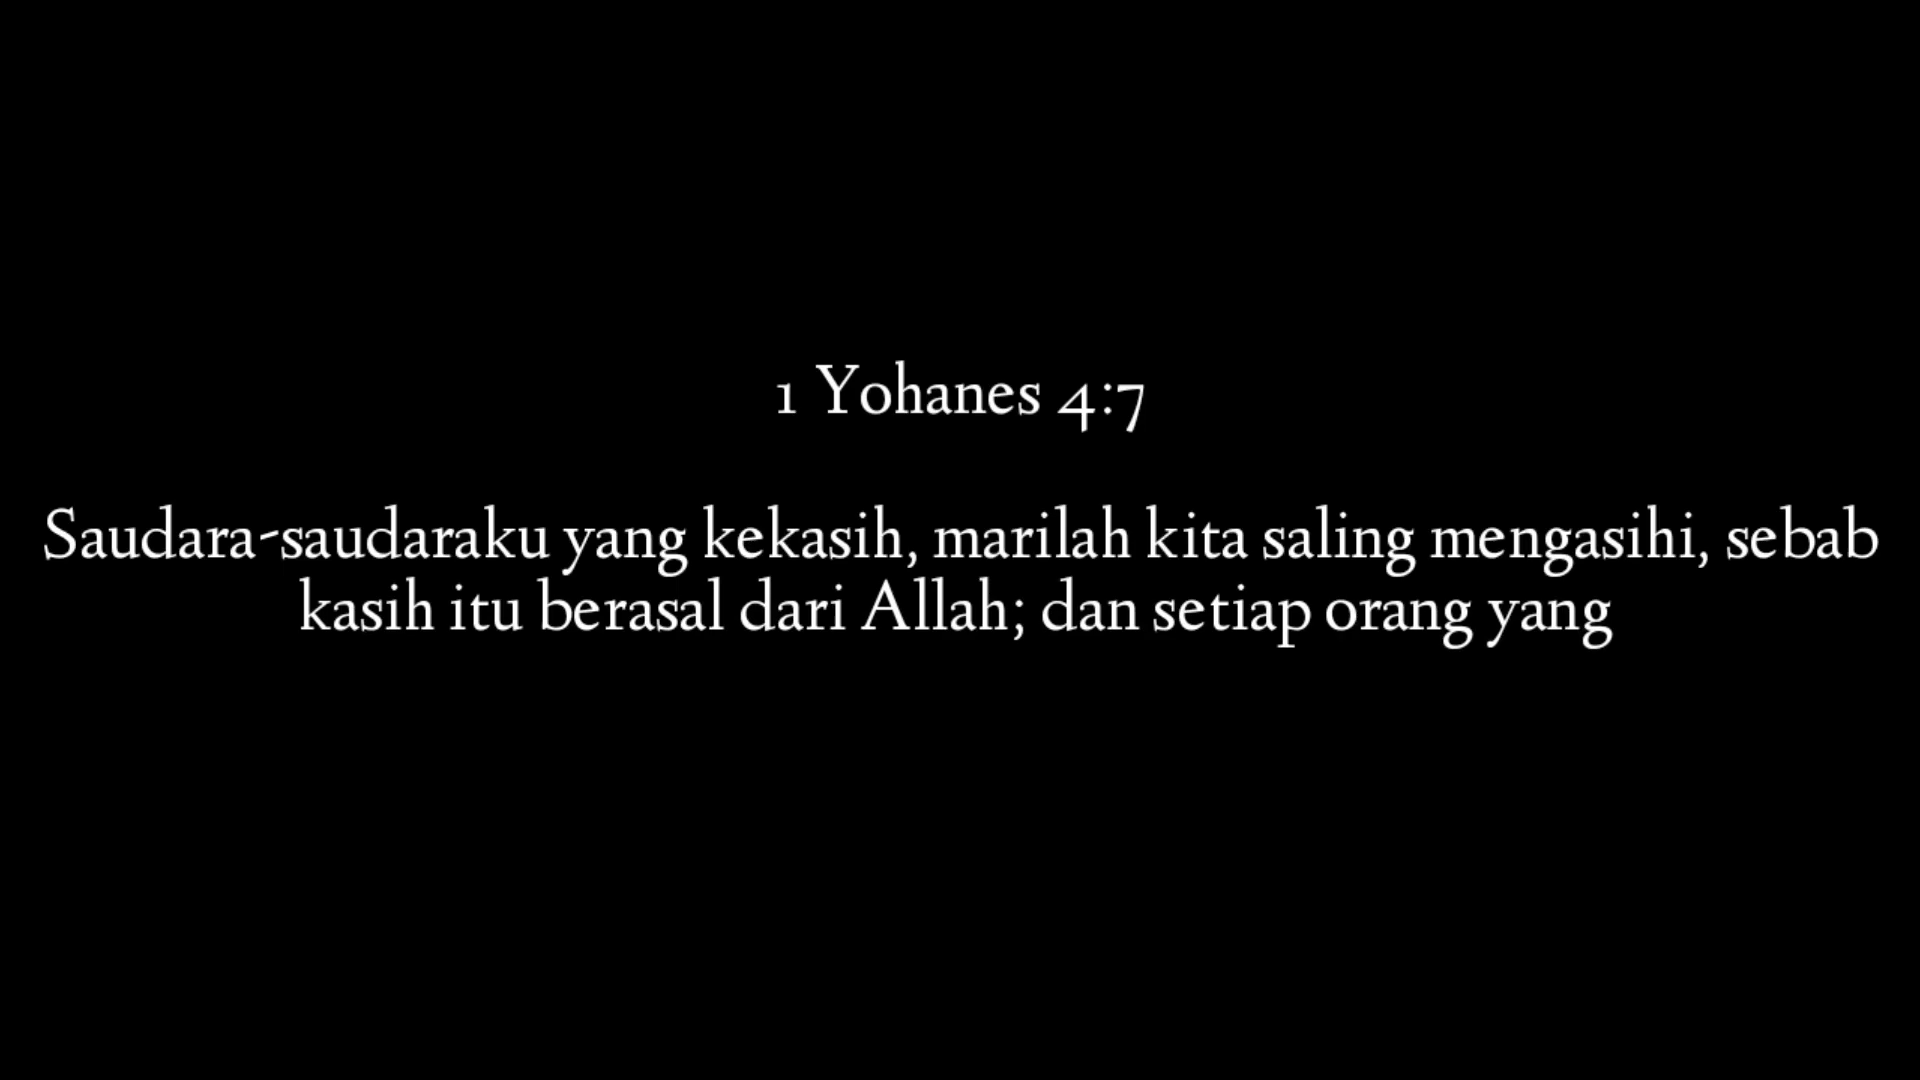 1 Yohanes 4:7
Saudara-saudaraku yang kekasih, marilah kita saling mengasihi, sebab
kasih itu berasal dari Allah; dan setiap orang yang